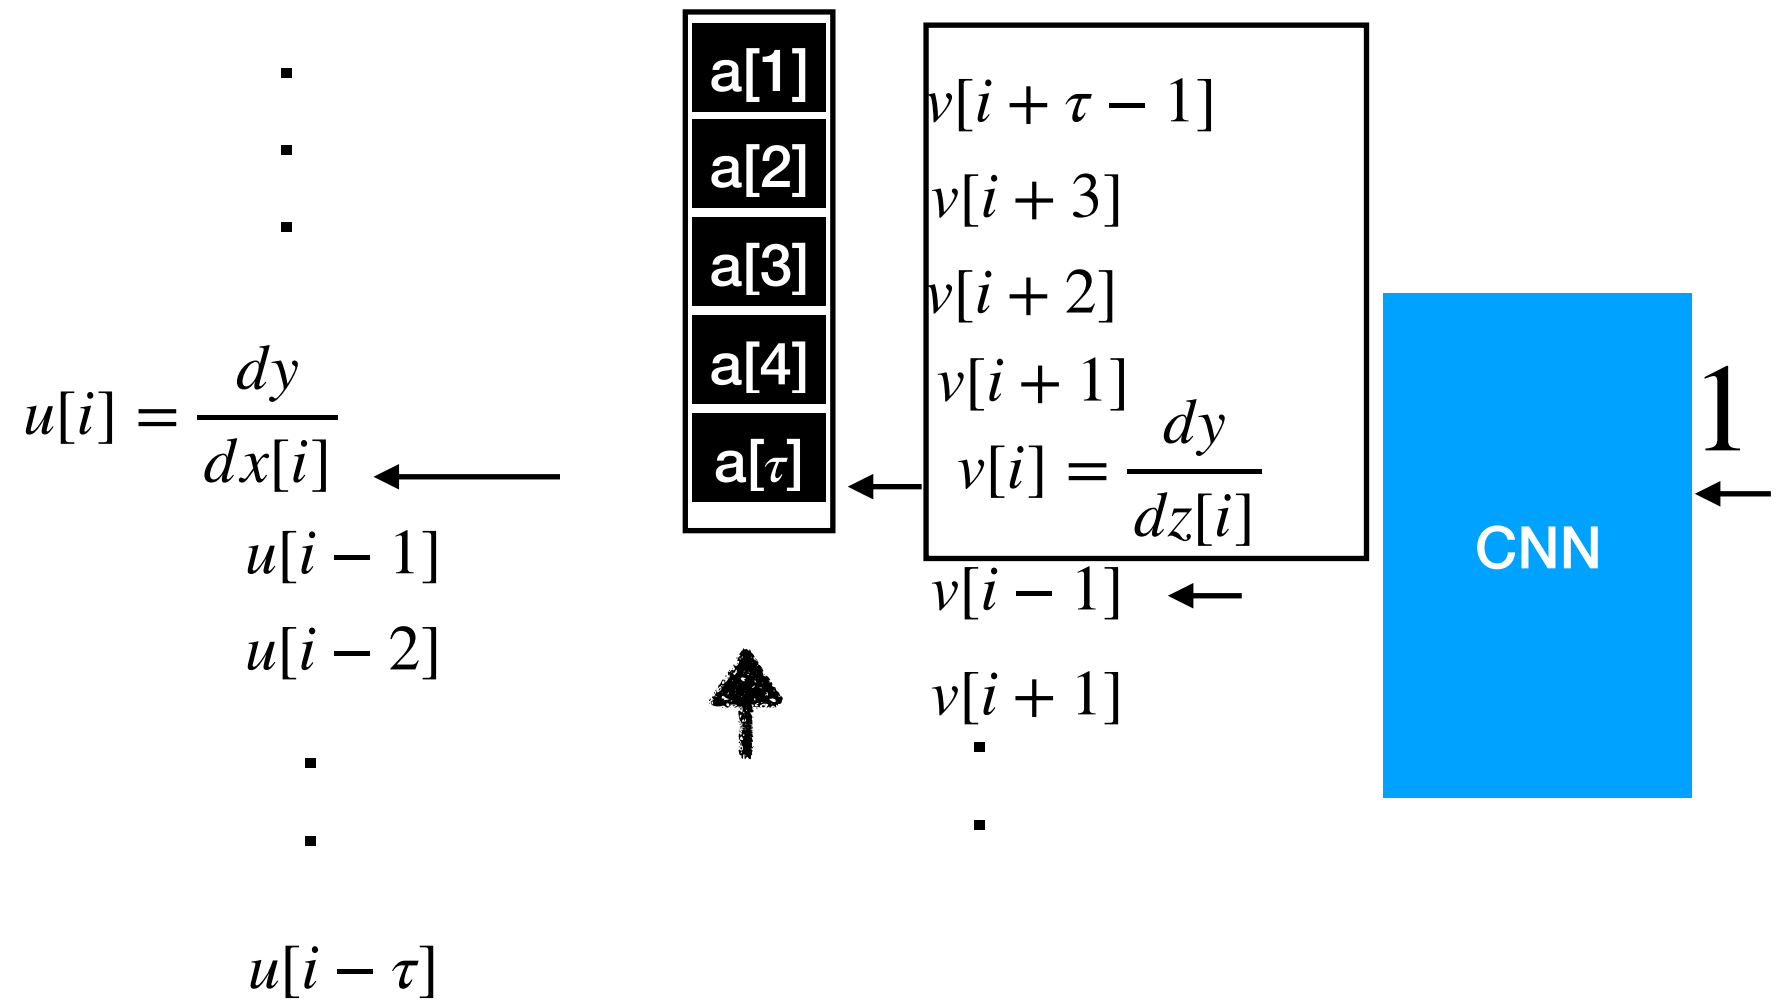 a[1]
a[2]
a[3]
a[4]
a[τ]
v[i + τ − 1]
v[i + 3]
v[i + 2]
v[i + 1]
v[i] = dy/dz[i]
v[i − 1]
v[i + 1]
u[i] = dy/dx[i]
u[i − 1]
u[i − 2]
u[i − τ]
CNN
1